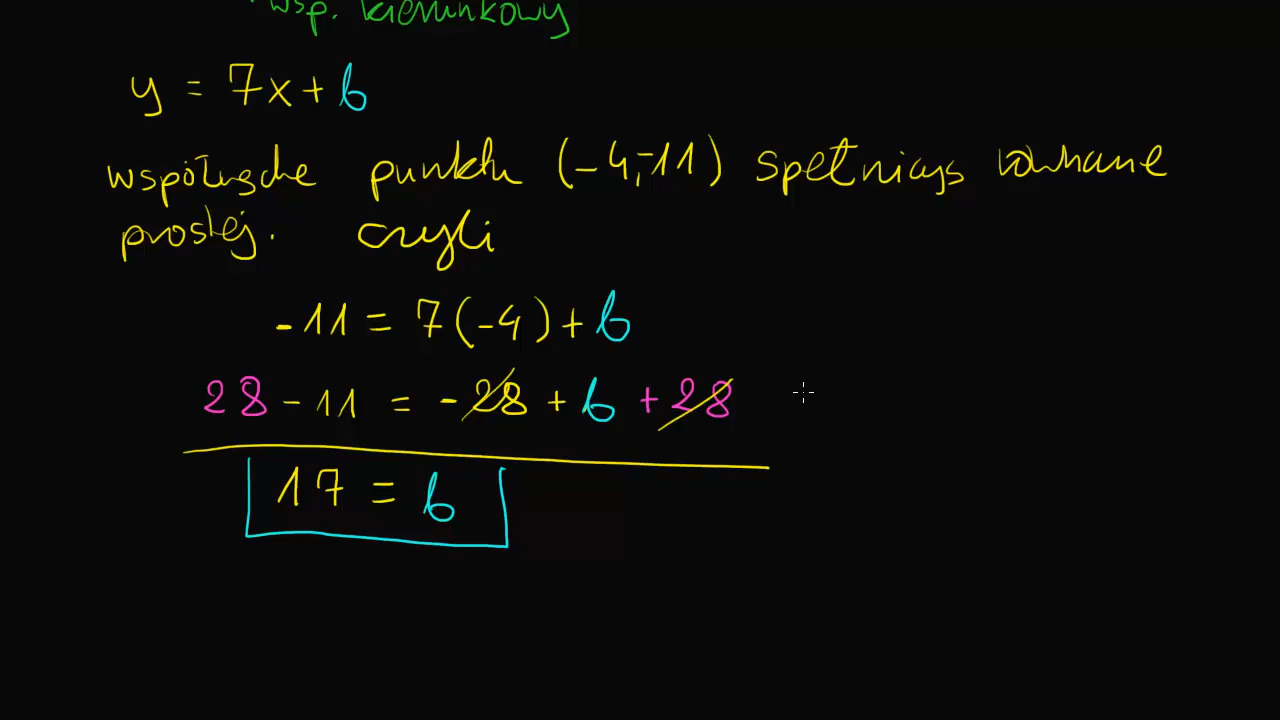 wsp. kierunkowy
y = 7x + b
współrzędne punktu (-4,-11) spełniają równanie
prostej. czyli
-11 = 7(-4) + b
28 - 11 = -28 + b + 28
17 = b